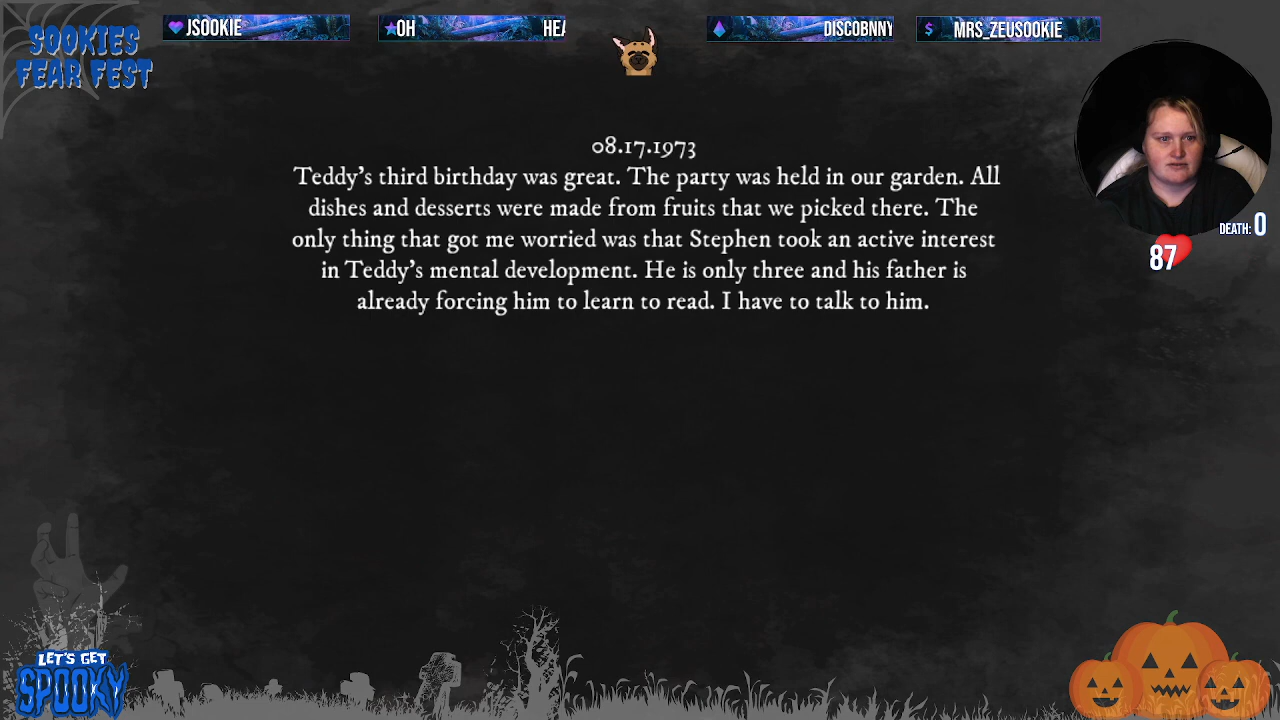 SOOKIES
FEAR FEST
JSOOKIE
OH
HEA
DISCOBNNY
$ MRS_ZEUSOOKIE
08.17.1973
Teddy's third birthday was great. The party was held in our garden. All
dishes and desserts were made from fruits that we picked there. The
only thing that got me worried was that Stephen took an active interest
in Teddy's mental development. He is only three and his father is
already forcing him to learn to read. I have to talk to him.
DEATH: 0
87
LET'S GET
SPOOKY